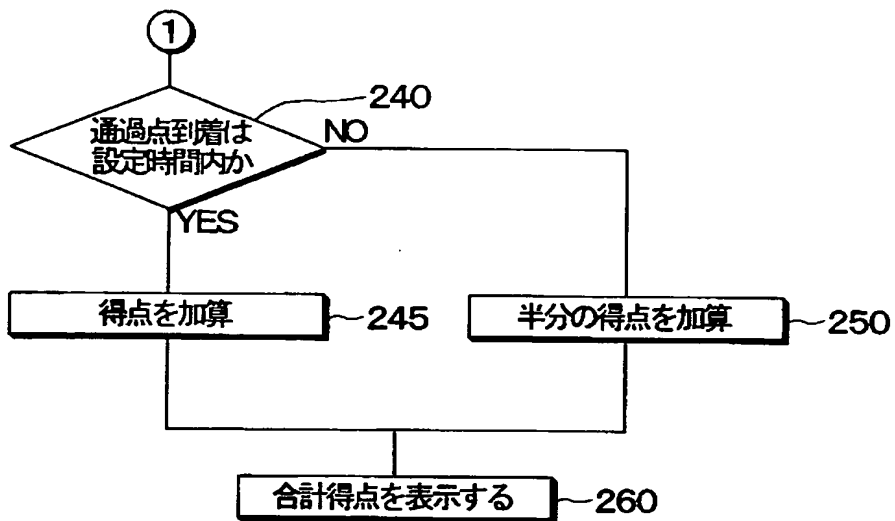 1
240
通過点到着は
設定時間内か
NO
YES
得点を加算
245
半分の得点を加算
250
合計得点を表示する
260